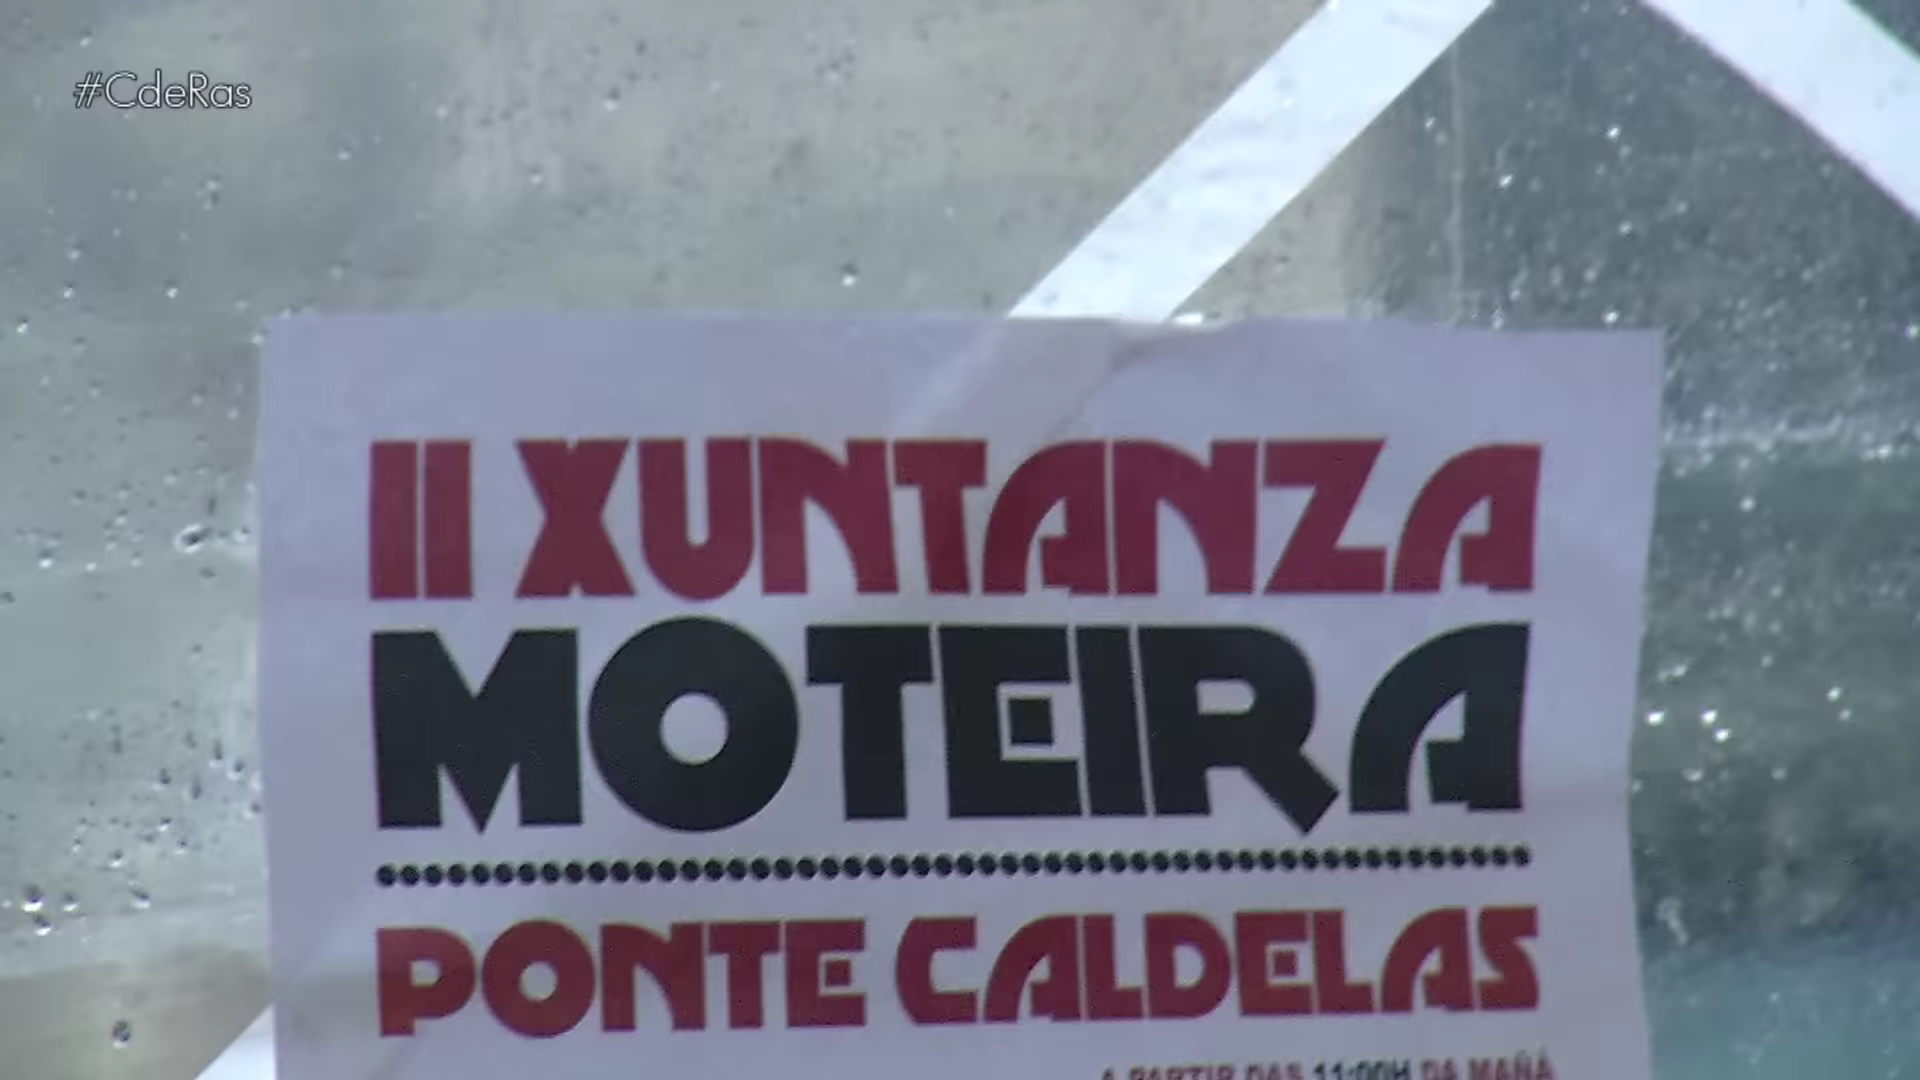 #CdeRas
II XUNTANZA
MOTEIRA
PONTE CALDELAS
A PARTIR DAS 11:00H DA MAÑÁ